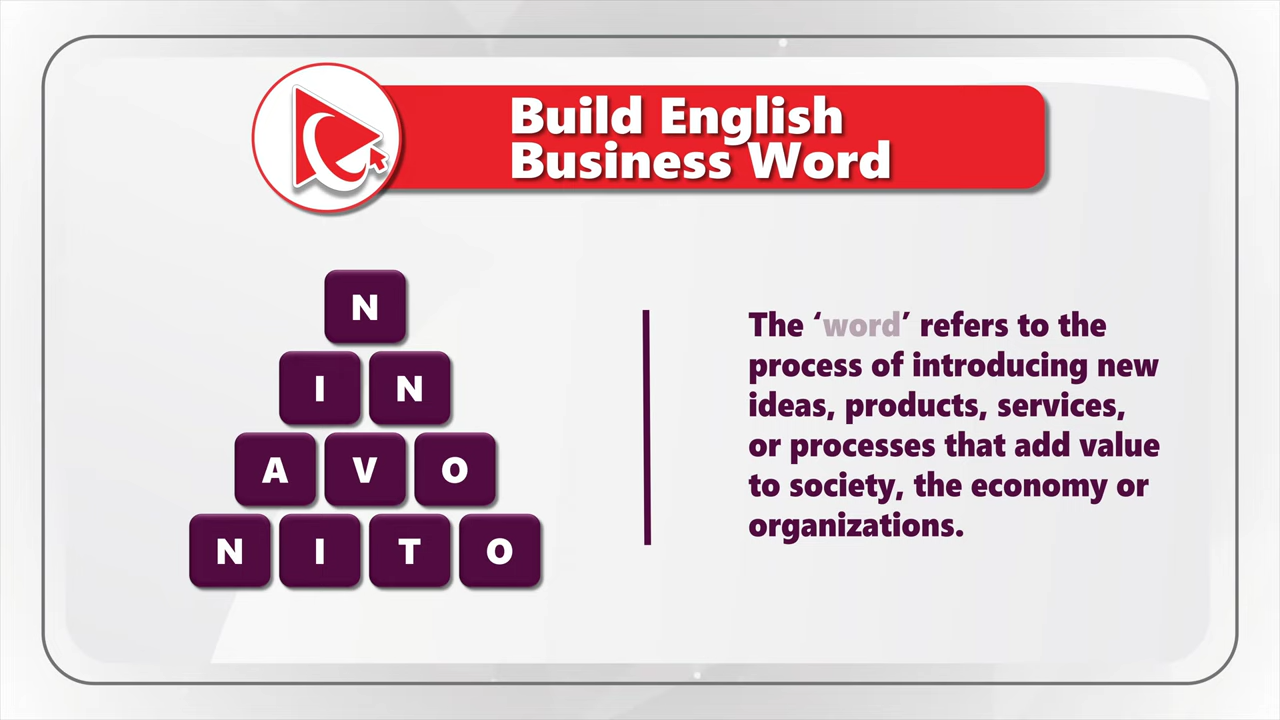 Build English
Business Word
N
I N
A V O
N I T O
The ‘word’ refers to the
process of introducing new
ideas, products, services,
or processes that add value
to society, the economy or
organizations.